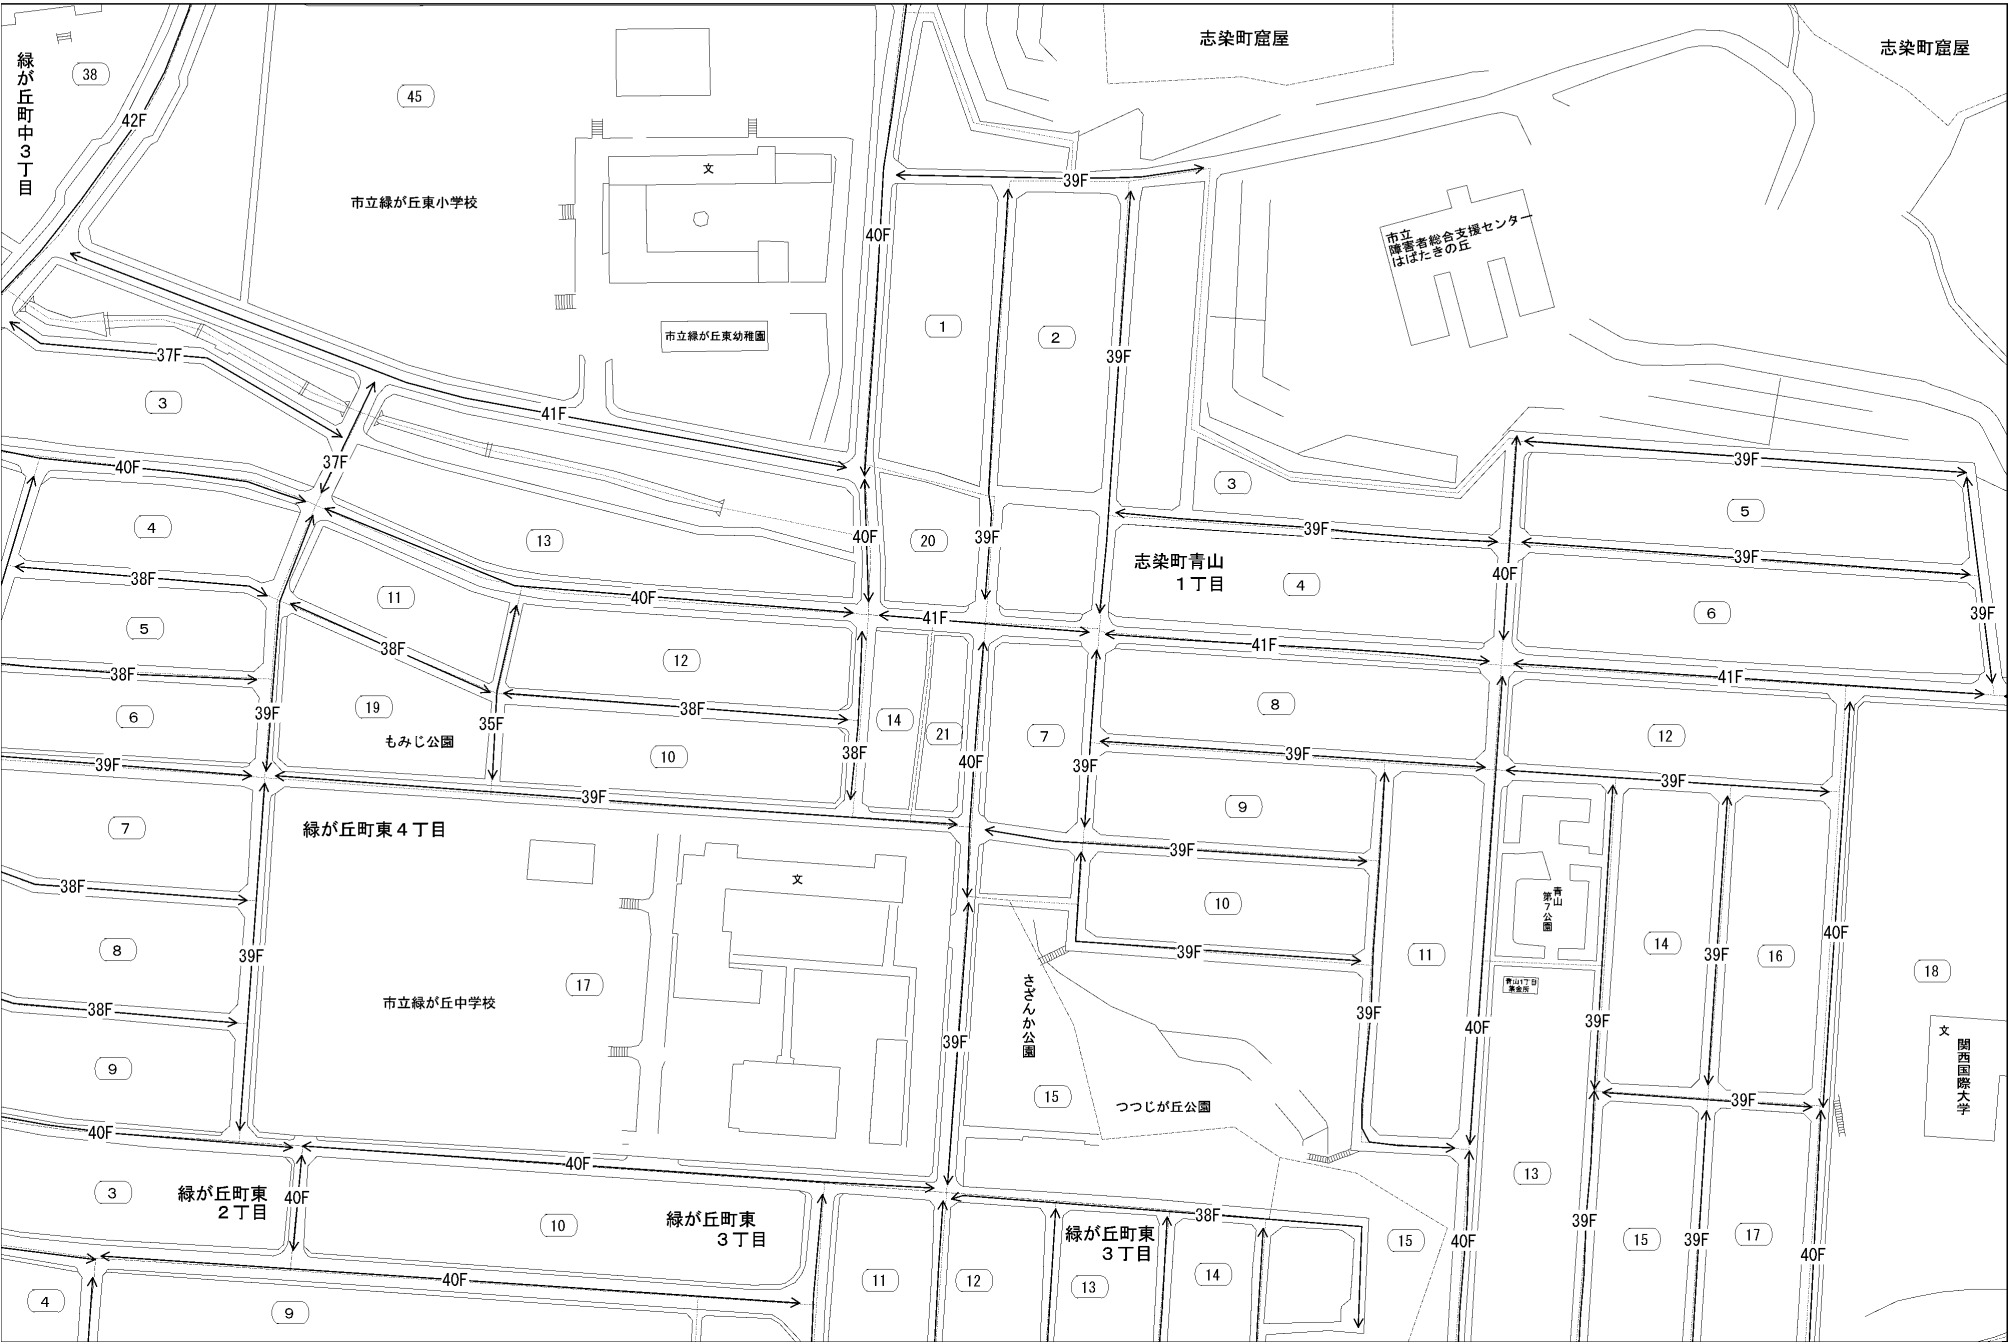 志染町窟屋
志染町窟屋
緑が丘町中３丁目
38
45
42F
市立緑が丘東小学校
文
39F
40F
市立
障害者総合支援センター
はばたきの丘
1
2
市立緑が丘東幼稚園
37F
39F
3
41F
37F
40F
39F
3
5
4
13
40F
20
39F
39F
39F
志染町青山
１丁目
4
40F
38F
11
40F
41F
6
39F
5
38F
12
41F
41F
38F
6
39F
19
もみじ公園
35F
38F
14
21
7
8
12
38F
10
40F
39F
39F
39F
39F
39F
9
7
緑が丘町東４丁目
39F
38F
文
10
青山
第７公園
40F
8
39F
17
市立緑が丘中学校
39F
11
14
39F
16
18
38F
さざんか公園
青山1丁目
集会所
39F
40F
39F
文
関西国際大学
9
39F
15
つつじが丘公園
39F
40F
40F
13
3
緑が丘町東
２丁目
40F
10
緑が丘町東
３丁目
38F
緑が丘町東
３丁目
15
40F
39F
15
39F
17
40F
40F
11
12
13
14
4
9